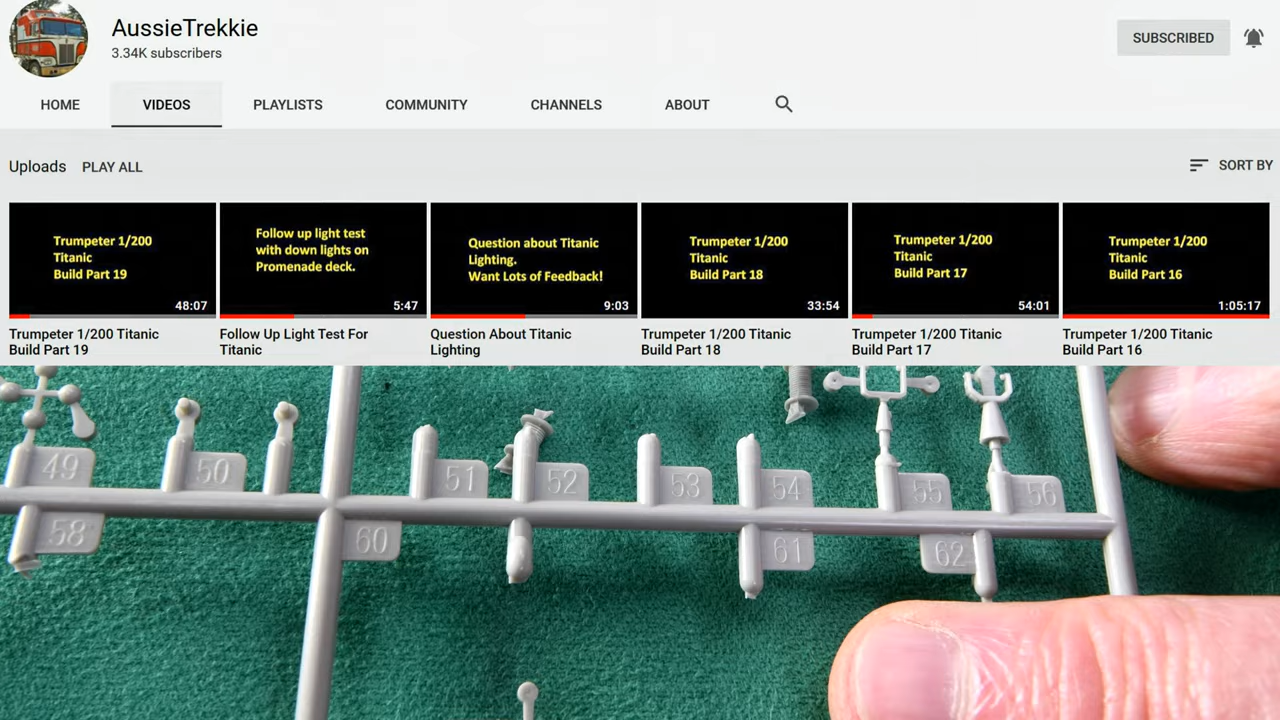 AussieTrekkie
3.34K subscribers
SUBSCRIBED
HOME VIDEOS PLAYLISTS COMMUNITY CHANNELS ABOUT
Uploads PLAY ALL
SORT BY
Trumpeter 1/200
Titanic
Build Part 19
48:07
Follow up light test
with down lights on
Promenade deck.
5:47
Question about Titanic
Lighting.
Want Lots of Feedback!
9:03
Trumpeter 1/200
Titanic
Build Part 18
33:54
Trumpeter 1/200
Titanic
Build Part 17
54:01
Trumpeter 1/200
Titanic
Build Part 16
1:05:17
Trumpeter 1/200 Titanic
Build Part 19
Follow Up Light Test For
Titanic
Question About Titanic
Lighting
Trumpeter 1/200 Titanic
Build Part 18
Trumpeter 1/200 Titanic
Build Part 17
Trumpeter 1/200 Titanic
Build Part 16
49 50 51 52 53 54 55 56
58 60 61 62